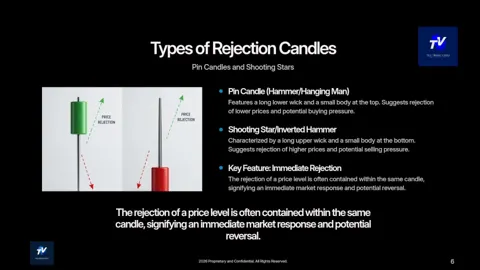 TV
Types of Rejection Candles
Pin Candles and Shooting Stars
PRICE
REJECTION
PRICE
REJECTION
Pin Candle (Hammer/Hanging Man)
Features a long lower wick and a small body at the top. Suggests rejection
of lower prices and potential buying pressure.
Shooting Star/Inverted Hammer
Characterized by a long upper wick and a small body at the bottom.
Suggests rejection of higher prices and potential selling pressure.
Key Feature: Immediate Rejection
The rejection of a price level is often contained within the same candle,
signifying an immediate market response and potential reversal.
The rejection of a price level is often contained within the same
candle, signifying an immediate market response and potential
reversal.
TV
2026 Proprietary and Confidential. All Rights Reserved.
6